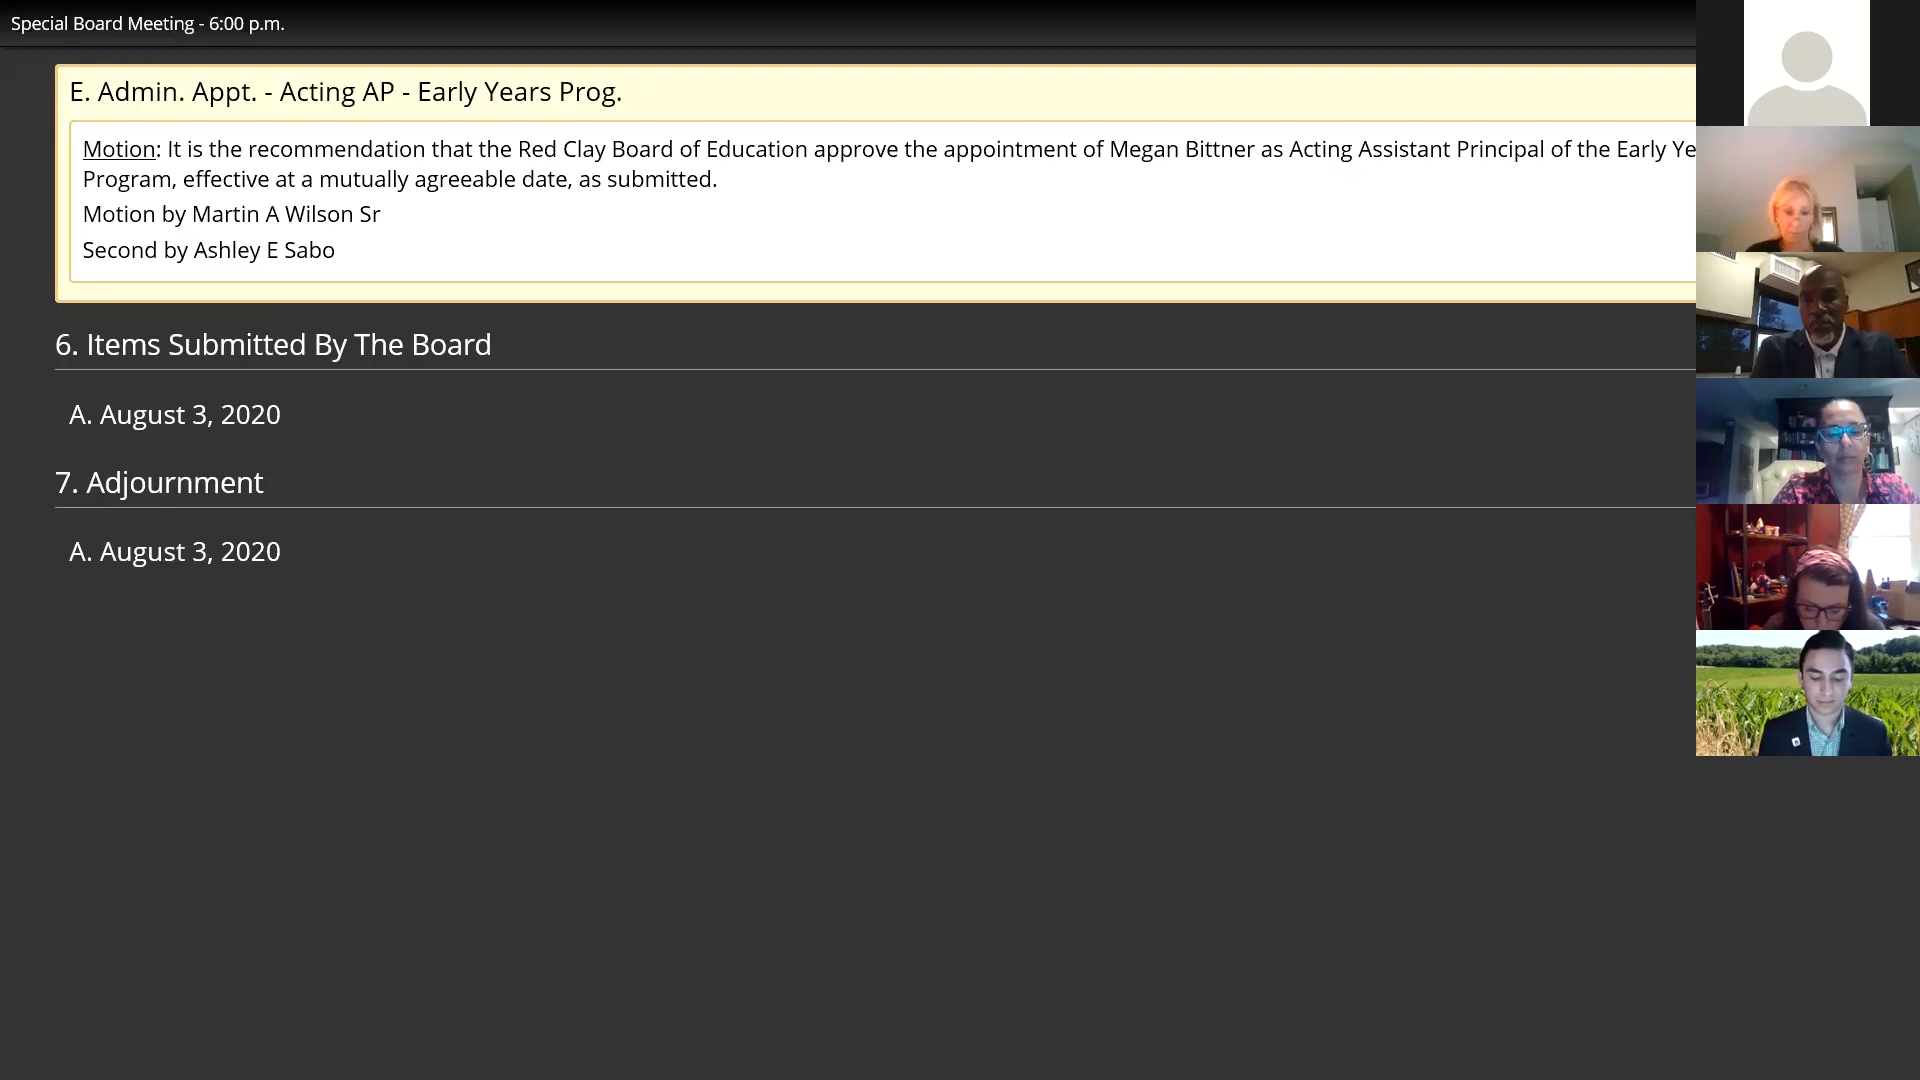 Special Board Meeting - 6:00 p.m.
E. Admin. Appt. - Acting AP - Early Years Prog.
Motion: It is the recommendation that the Red Clay Board of Education approve the appointment of Megan Bittner as Acting Assistant Principal of the Early Ye
Program, effective at a mutually agreeable date, as submitted.
Motion by Martin A Wilson Sr
Second by Ashley E Sabo
6. Items Submitted By The Board
A. August 3, 2020
7. Adjournment
A. August 3, 2020